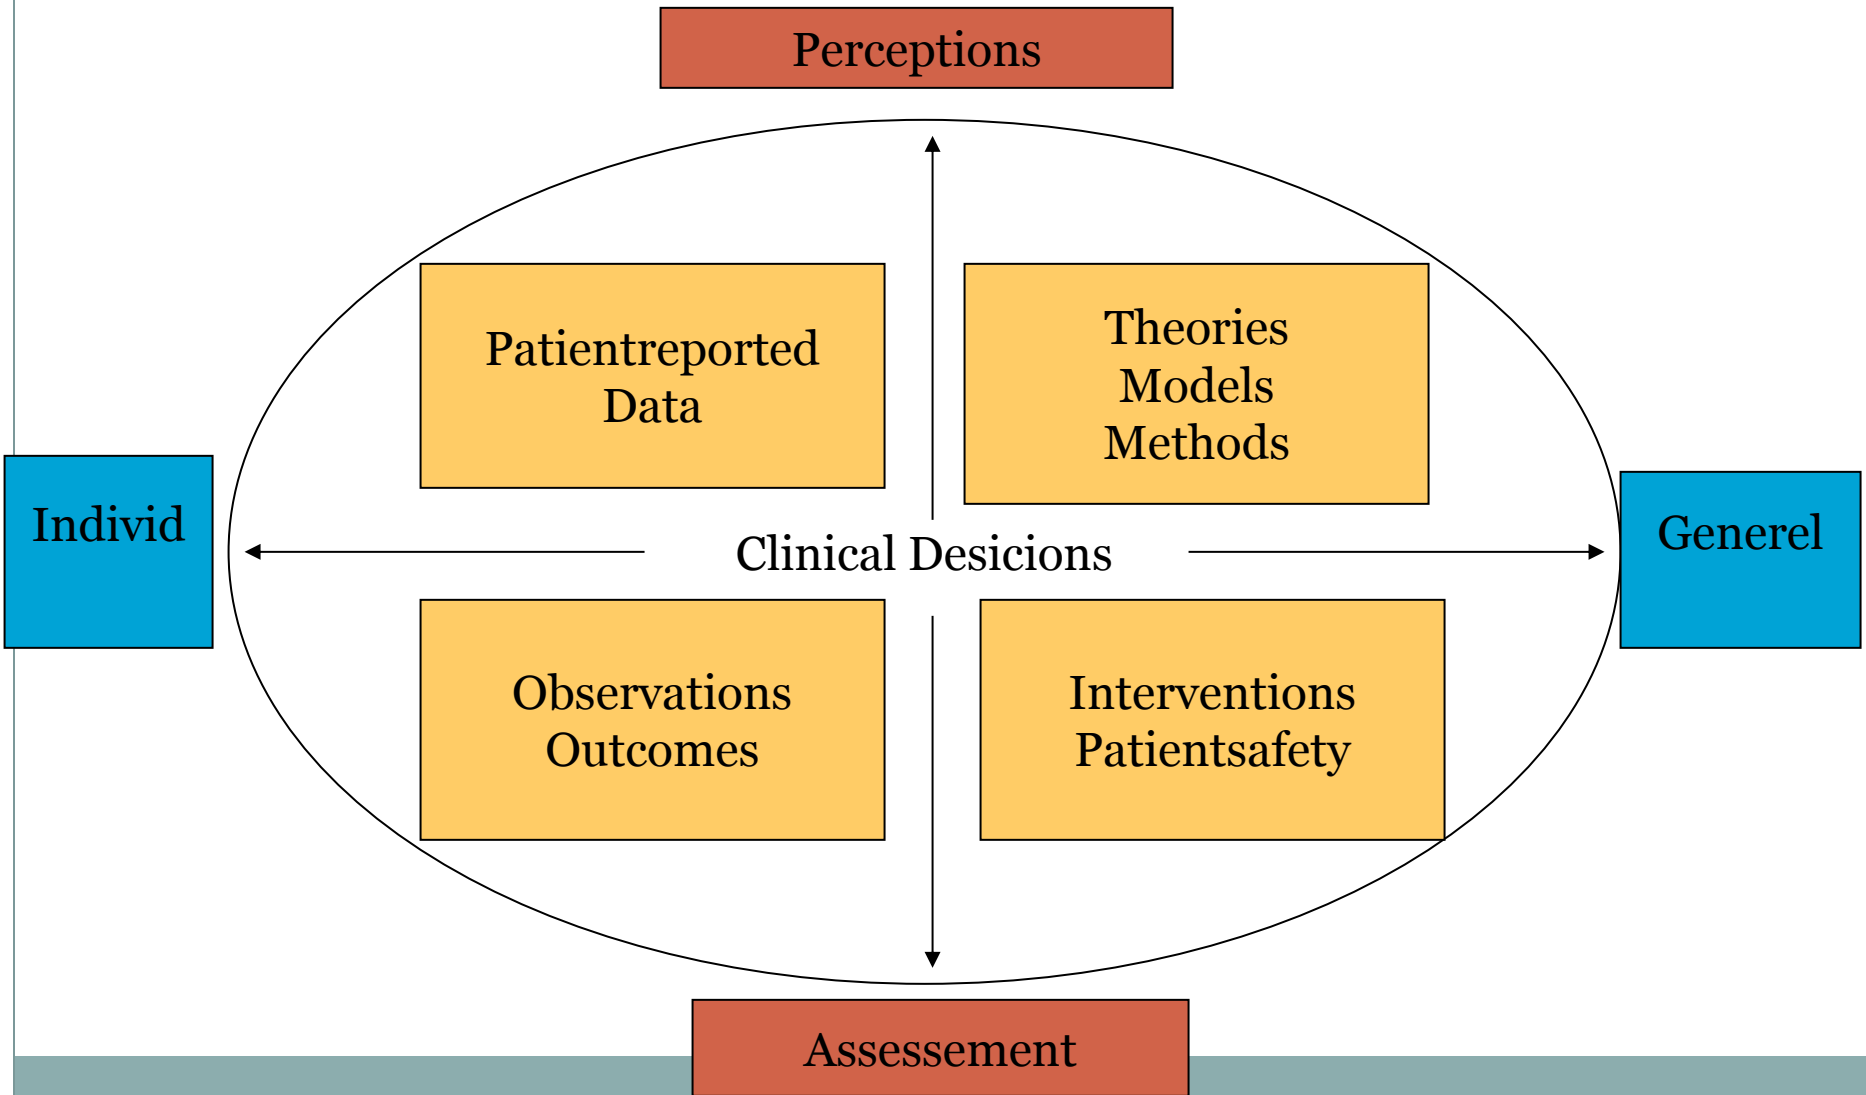 Perceptions
Patientreported
Data
Theories
Models
Methods
Individ
Clinical Desicions
Generel
Observations
Outcomes
Interventions
Patientsafety
Assessement